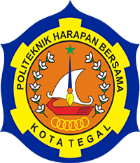 POLITEKNIK HARAPAN BERSAMA
KOTA TEGAL